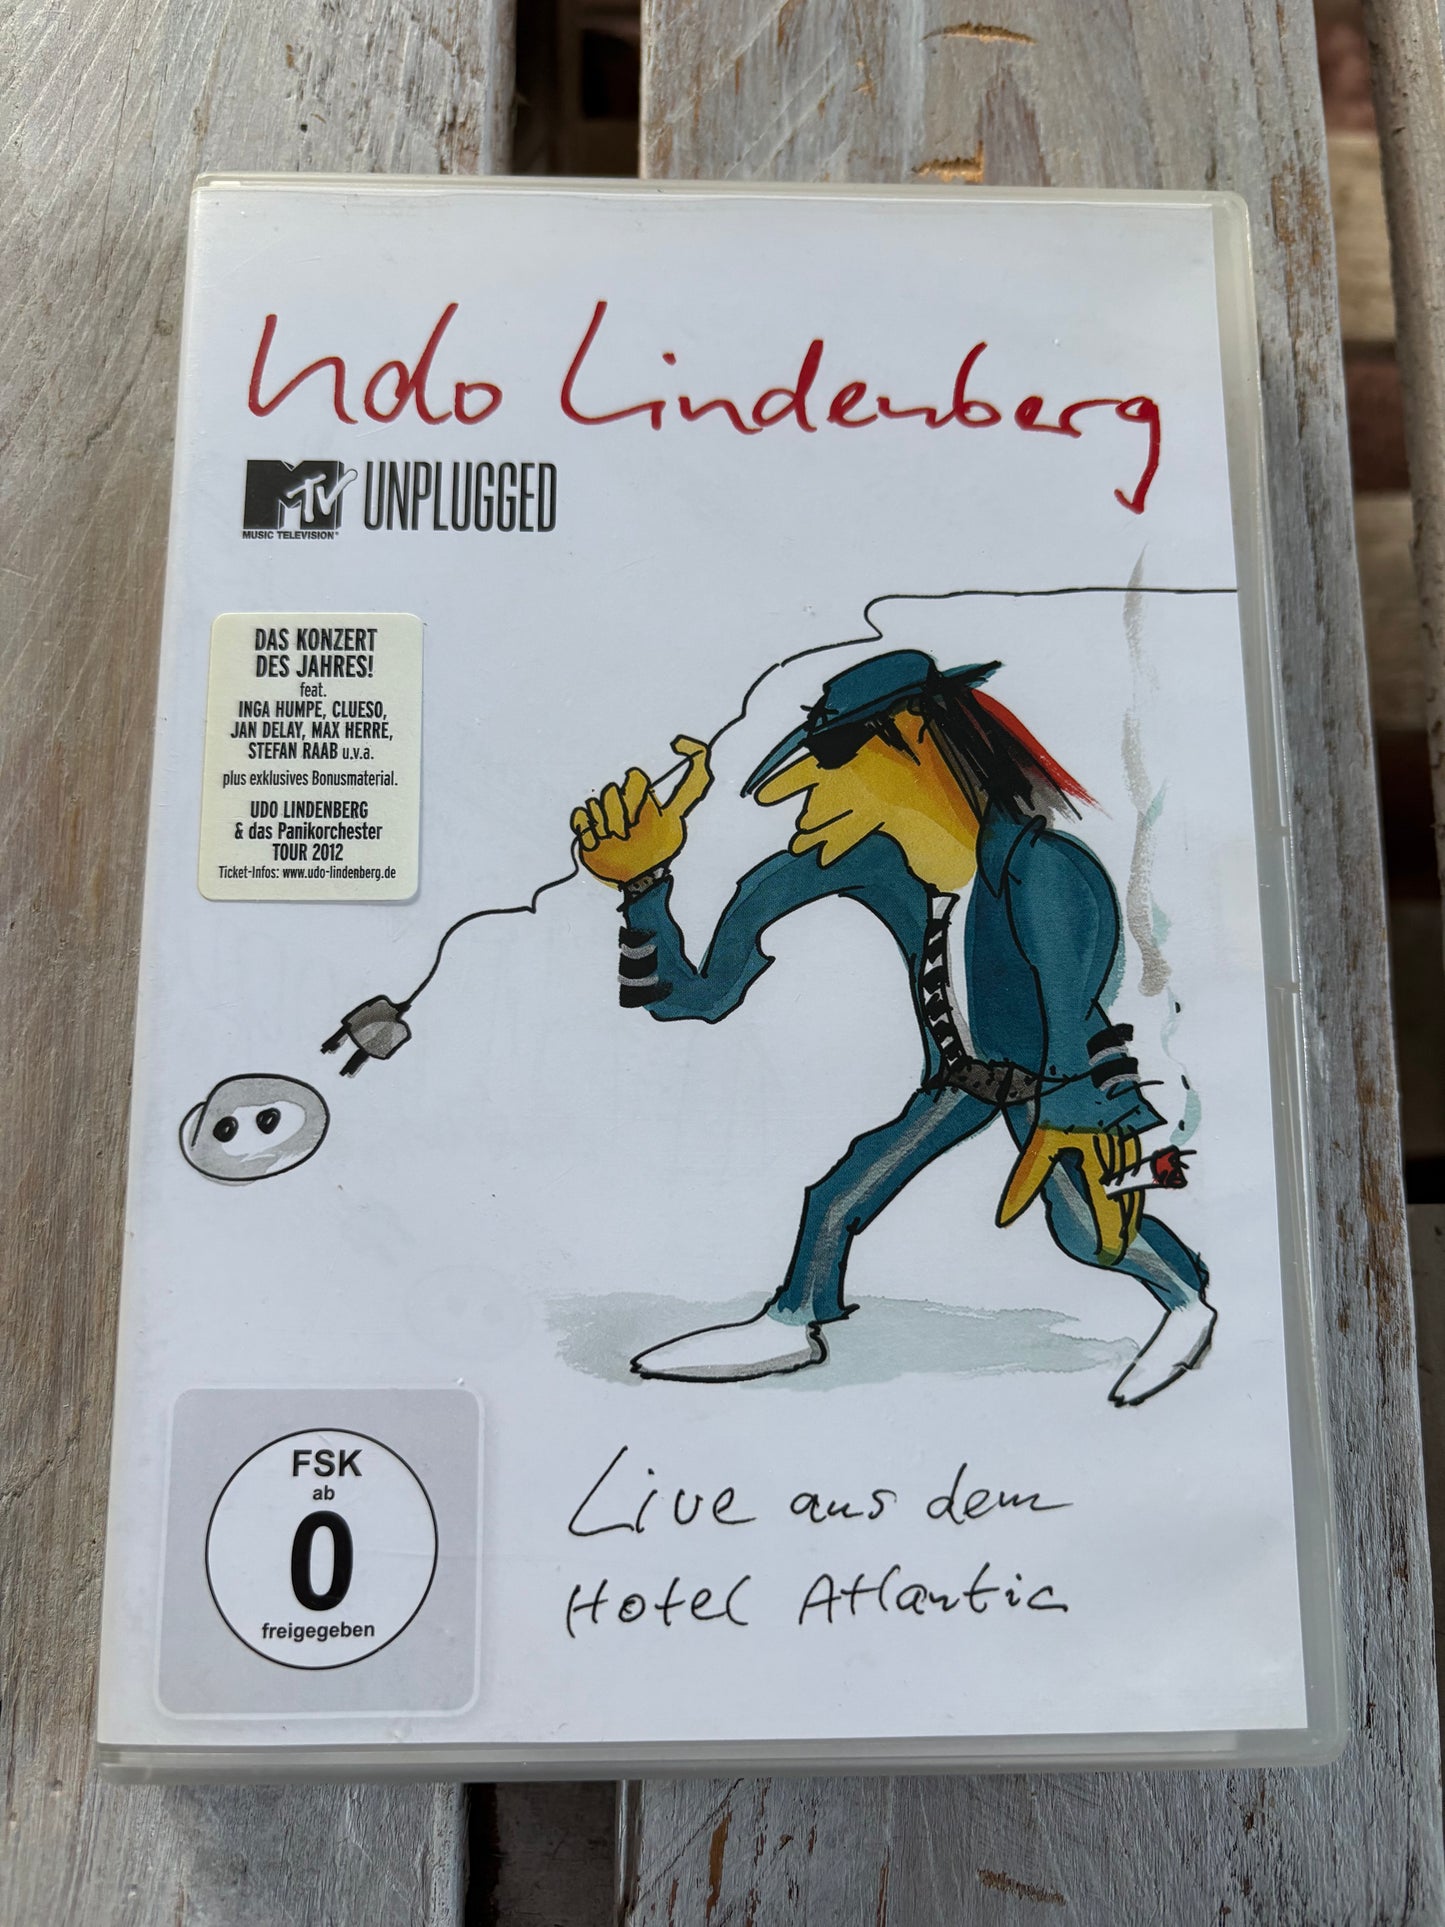 Udo Lindenberg
MTV UNPLUGGED
MUSIC TELEVISION®
DAS KONZERT
DES JAHRES!
feat.
INGA HUMPE, CLUESO,
JAN DELAY, MAX HERRE,
STEFAN RAAB u.v.a.
plus exklusives Bonusmaterial.
UDO LINDENBERG
& das Panikorchester
TOUR 2012
Ticket-Infos: www.udo-lindenberg.de
FSK
ab
0
freigegeben
Live aus dem
Hotel Atlantic